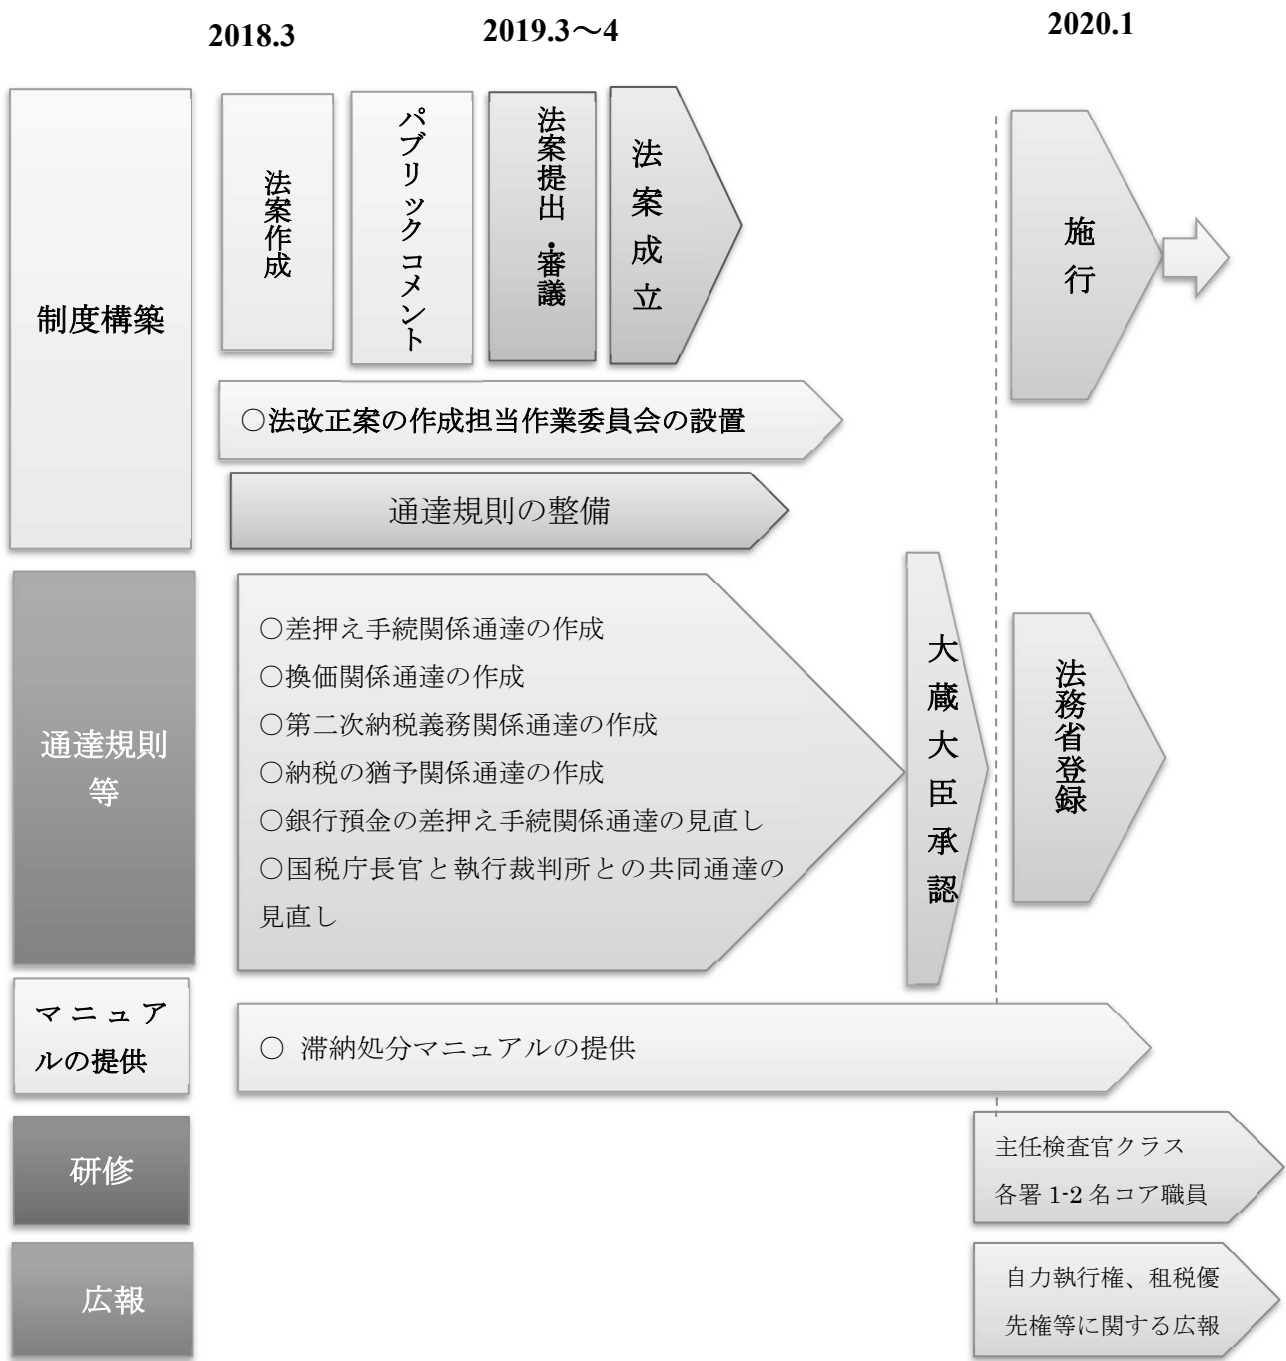 2018.3
2019.3～4
2020.1
制度構築
法案作成
パブリックコメント
法案提出・審議
法案成立
施行
○法改正案の作成担当作業委員会の設置
通達規則の整備
通達規則
等
○差押え手続関係通達の作成
○換価関係通達の作成
○第二次納税義務関係通達の作成
○納税の猶予関係通達の作成
○銀行預金の差押え手続関係通達の見直し
○国税庁長官と執行裁判所との共同通達の
見直し
大蔵大臣承認
法務省登録
マニュア
ルの提供
○ 滞納処分マニュアルの提供
研修
主任検査官クラス
各署 1-2 名コア職員
広報
自力執行権、租税優
先権等に関する広報